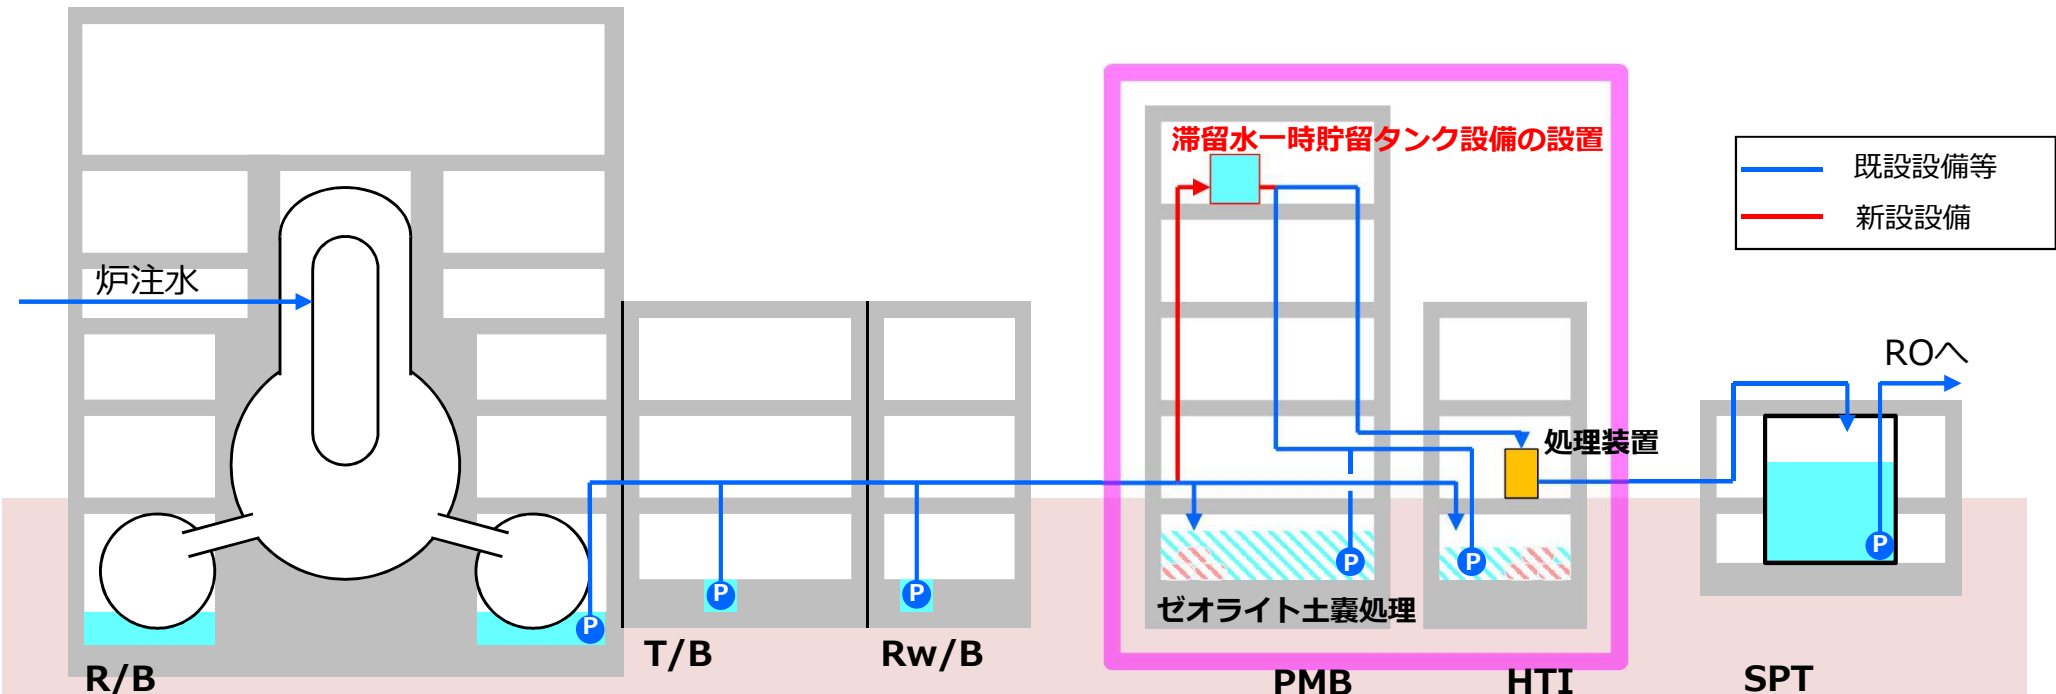 滞留水一時貯留タンク設備の設置
既設設備等
新設設備
炉注水
ROへ
処理装置
P
P
P
P
P
P
ゼオライト土嚢処理
R/B
T/B
Rw/B
PMB
HTI
SPT